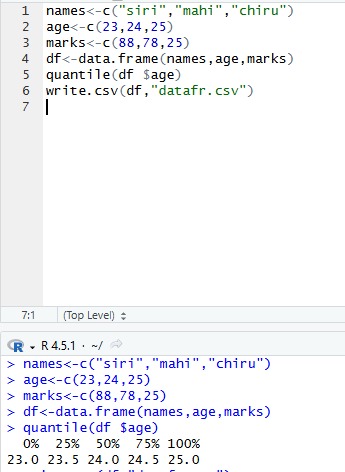 1 names<-c("siri","mahi","chiru")
2 age<-c(23,24,25)
3 marks<-c(88,78,25)
4 df<-data.frame(names,age,marks)
5 quantile(df $age)
6 write.csv(df,"datafr.csv")
7
7:1 (Top Level)
R R 4.5.1 · ~/
> names<-c("siri","mahi","chiru")
> age<-c(23,24,25)
> marks<-c(88,78,25)
> df<-data.frame(names,age,marks)
> quantile(df $age)
0% 25% 50% 75% 100%
23.0 23.5 24.0 24.5 25.0